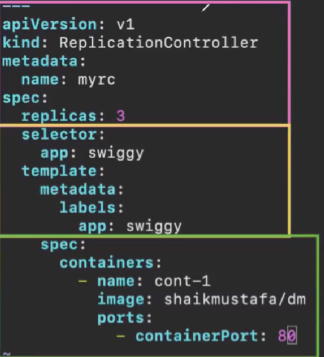 ---
apiVersion: v1
kind: ReplicationController
metadata:
  name: myrc
spec:
  replicas: 3
  selector:
    app: swiggy
  template:
    metadata:
      labels:
        app: swiggy
    spec:
      containers:
        - name: cont-1
          image: shaikmustafa/dm
          ports:
            - containerPort: 80
~